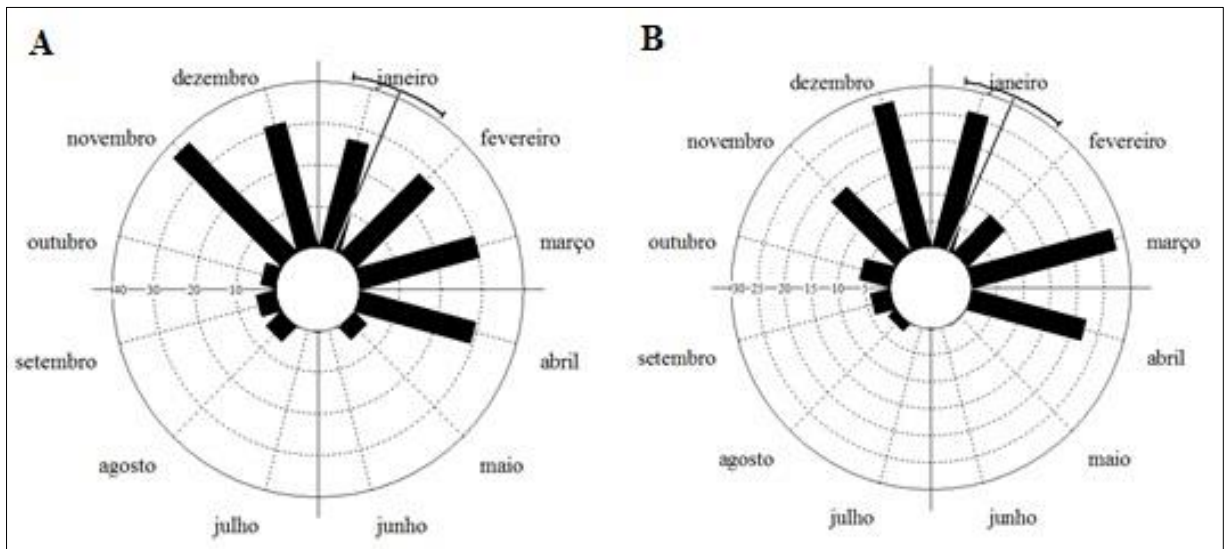 A
dezembro
janeiro
novembro
fevereiro
outubro
março
40 30 20 10
setembro
abril
agosto
maio
julho
junho
B
dezembro
janeiro
novembro
fevereiro
outubro
março
30 25 20 15 10 5
setembro
abril
agosto
maio
julho
junho